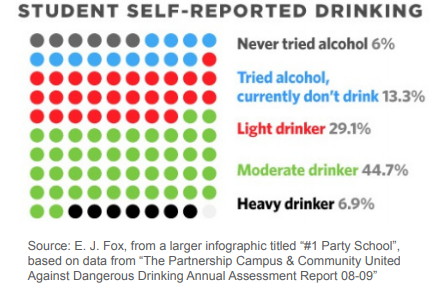 STUDENT SELF-REPORTED DRINKING
Never tried alcohol 6%
Tried alcohol,
currently don't drink 13.3%
Light drinker 29.1%
Moderate drinker 44.7%
Heavy drinker 6.9%
Source: E. J. Fox, from a larger infographic titled “#1 Party School”,
based on data from “The Partnership Campus & Community United
Against Dangerous Drinking Annual Assessment Report 08-09”